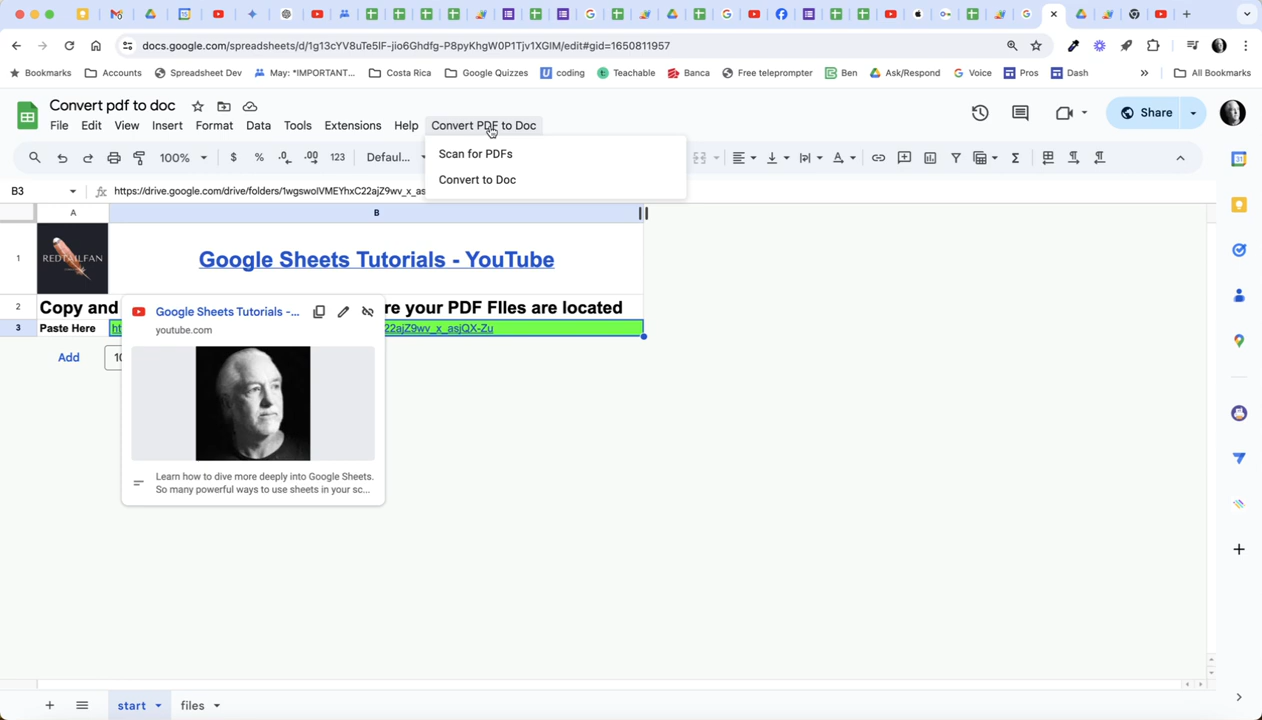 docs.google.com/spreadsheets/d/1g13cYV8uTe5lF-jio6Ghdfg-P8pyKhgW0P1Tjv1XGlM/edit#gid=1650811957
Bookmarks Accounts Spreadsheet Dev May: *IMPORTANT... Costa Rica Google Quizzes coding Teachable Banca Free teleprompter Ben Ask/Respond Voice Pros Dash » All Bookmarks
Convert pdf to doc
Share
File Edit View Insert Format Data Tools Extensions Help Convert PDF to Doc
100% $ % .0 .00 123 Defaul...
Scan for PDFs
Convert to Doc
B3 fx https://drive.google.com/drive/folders/1wgswolVMEYhxC22ajZ9wv_x_as
A B
1 REDTAILFAN Google Sheets Tutorials - YouTube
2 Copy and re your PDF FIles are located
3 Paste Here ht 22ajZ9wv_x_asjQX-Zu
Google Sheets Tutorials -...
youtube.com
Add 10
Learn how to dive more deeply into Google Sheets.
So many powerful ways to use sheets in your sc...
start files